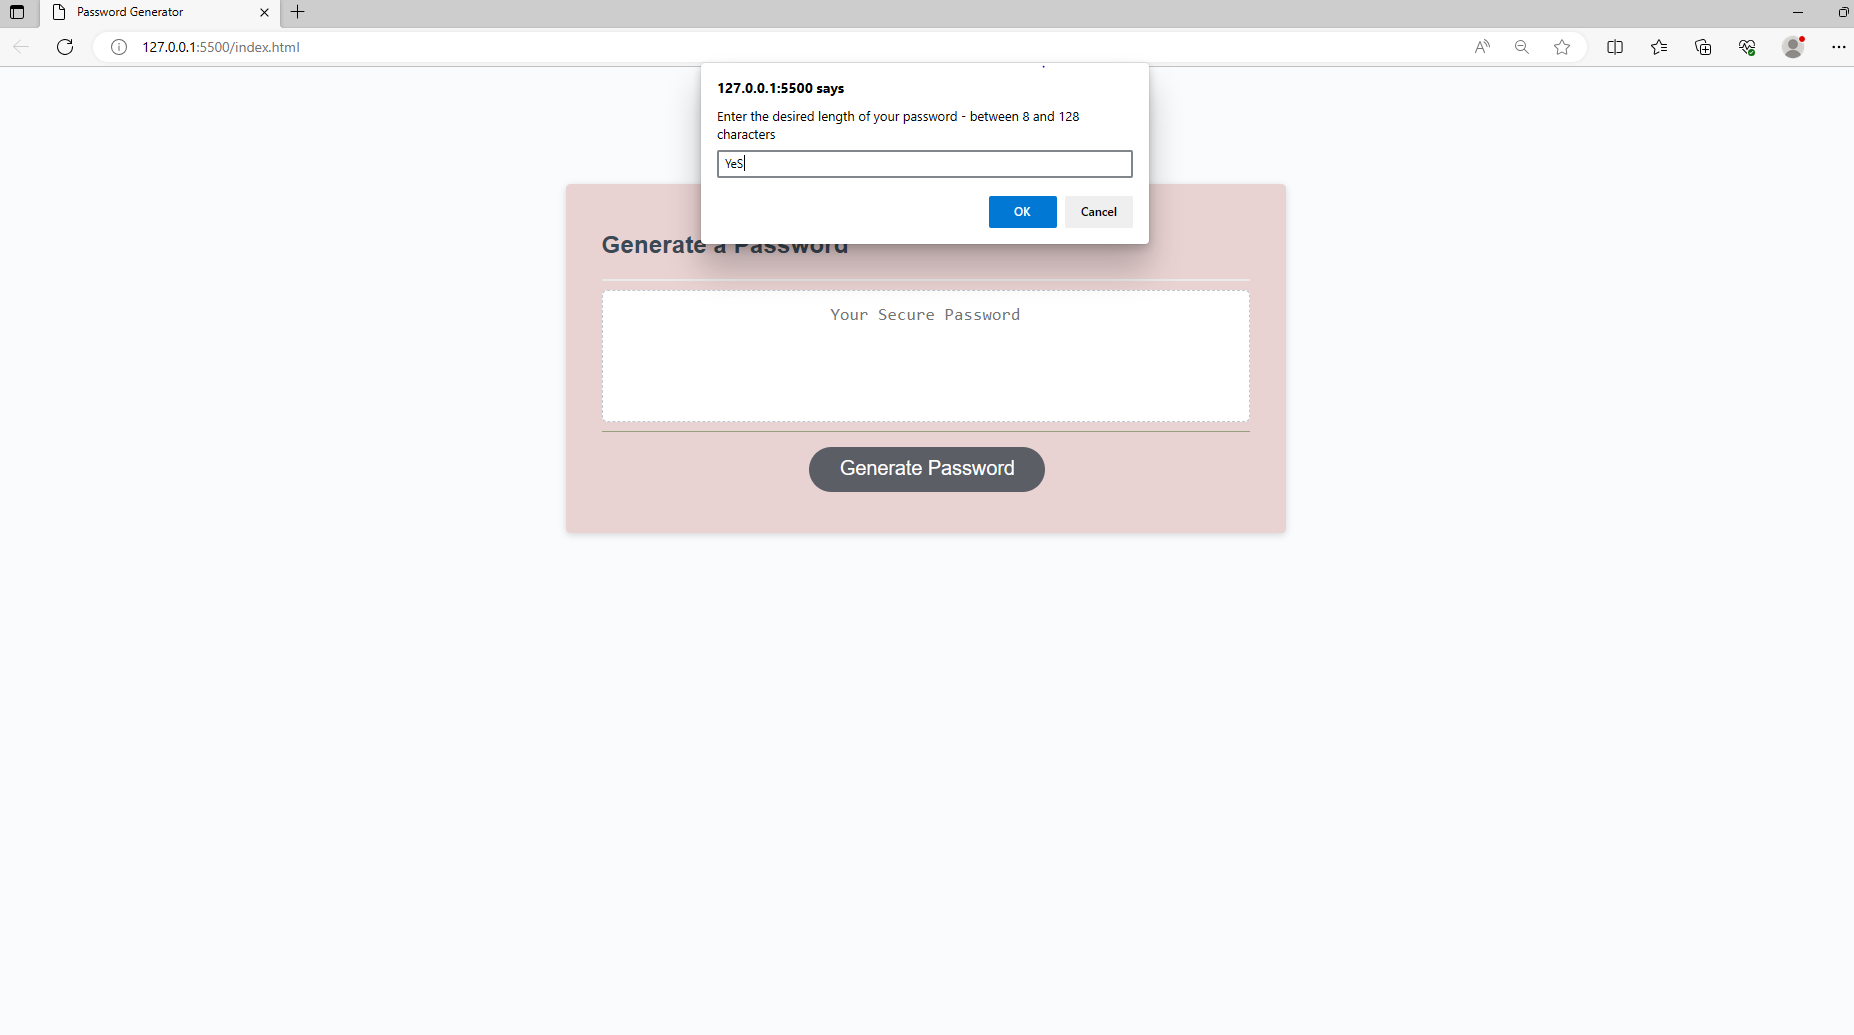 Password Generator
127.0.0.1:5500/index.html
127.0.0.1:5500 says
Enter the desired length of your password - between 8 and 128
characters
YeS
OK
Cancel
Generate a Password
Your Secure Password
Generate Password